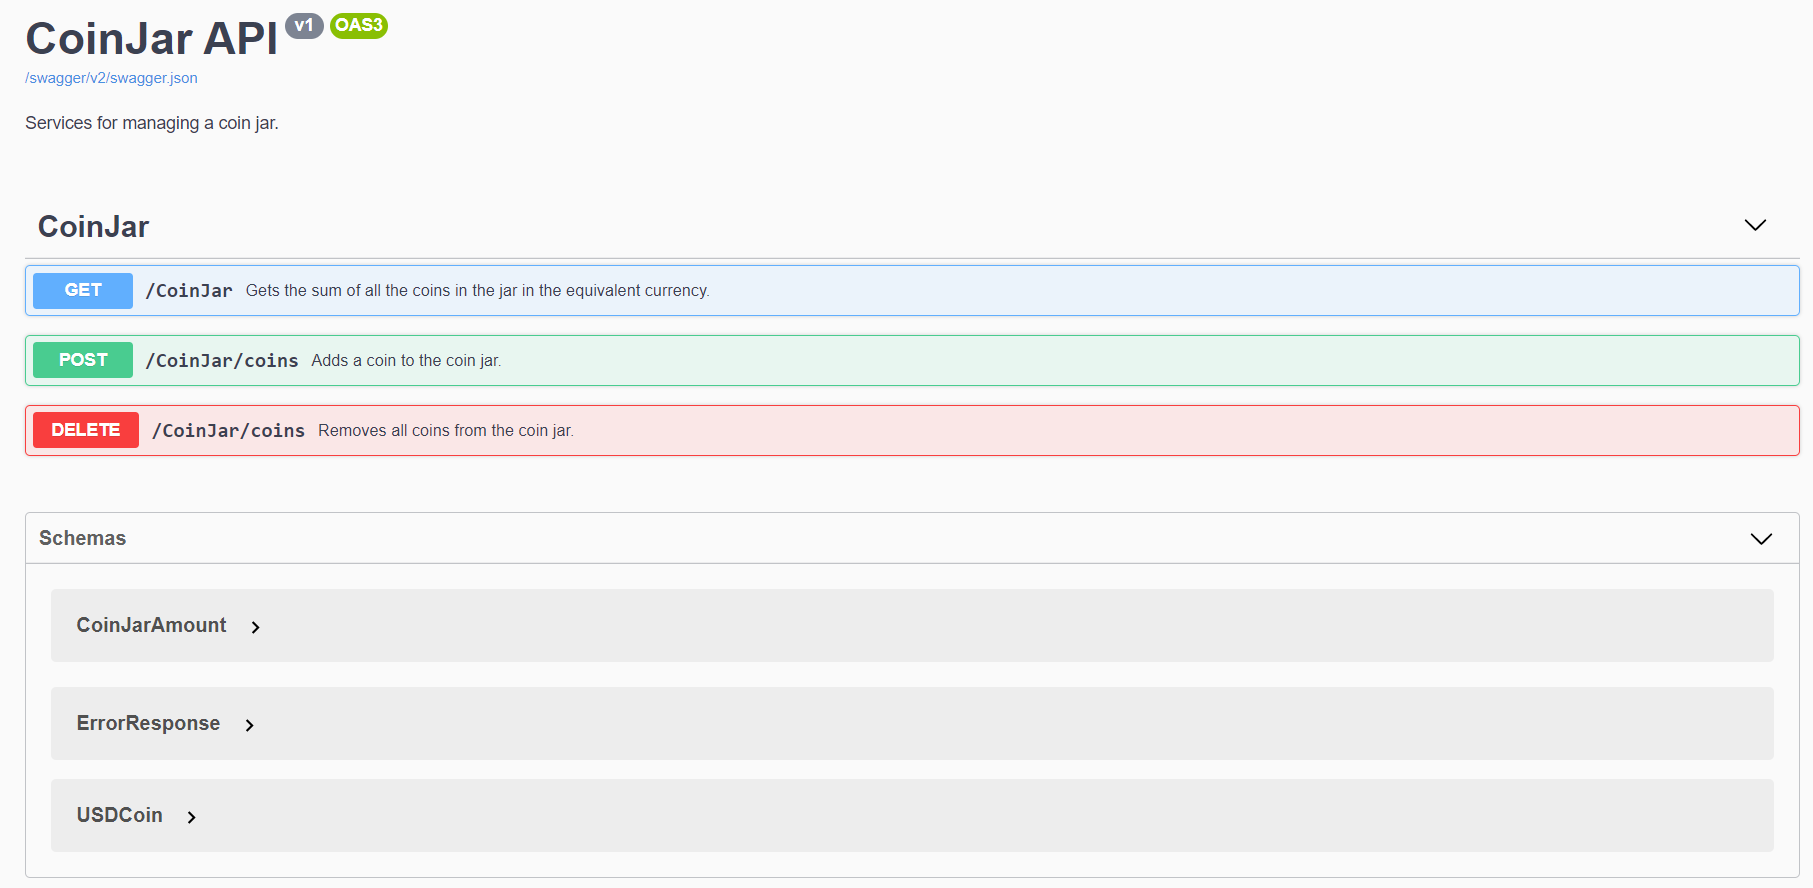 CoinJar API v1 OAS3
/swagger/v2/swagger.json
Services for managing a coin jar.
CoinJar
GET /CoinJar Gets the sum of all the coins in the jar in the equivalent currency.
POST /CoinJar/coins Adds a coin to the coin jar.
DELETE /CoinJar/coins Removes all coins from the coin jar.
Schemas
CoinJarAmount
ErrorResponse
USDCoin